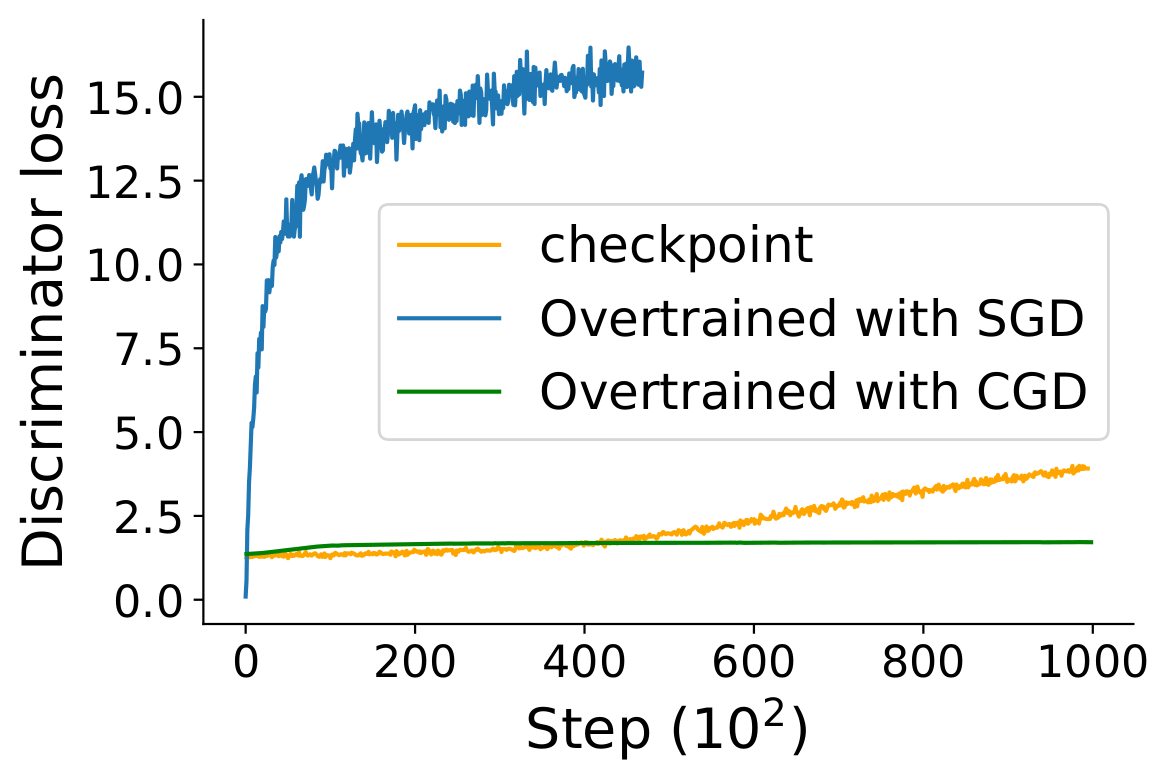 Discriminator loss
15.0
12.5
10.0
7.5
5.0
2.5
0.0
checkpoint
Overtrained with SGD
Overtrained with CGD
0 200 400 600 800 1000
Step (10²)